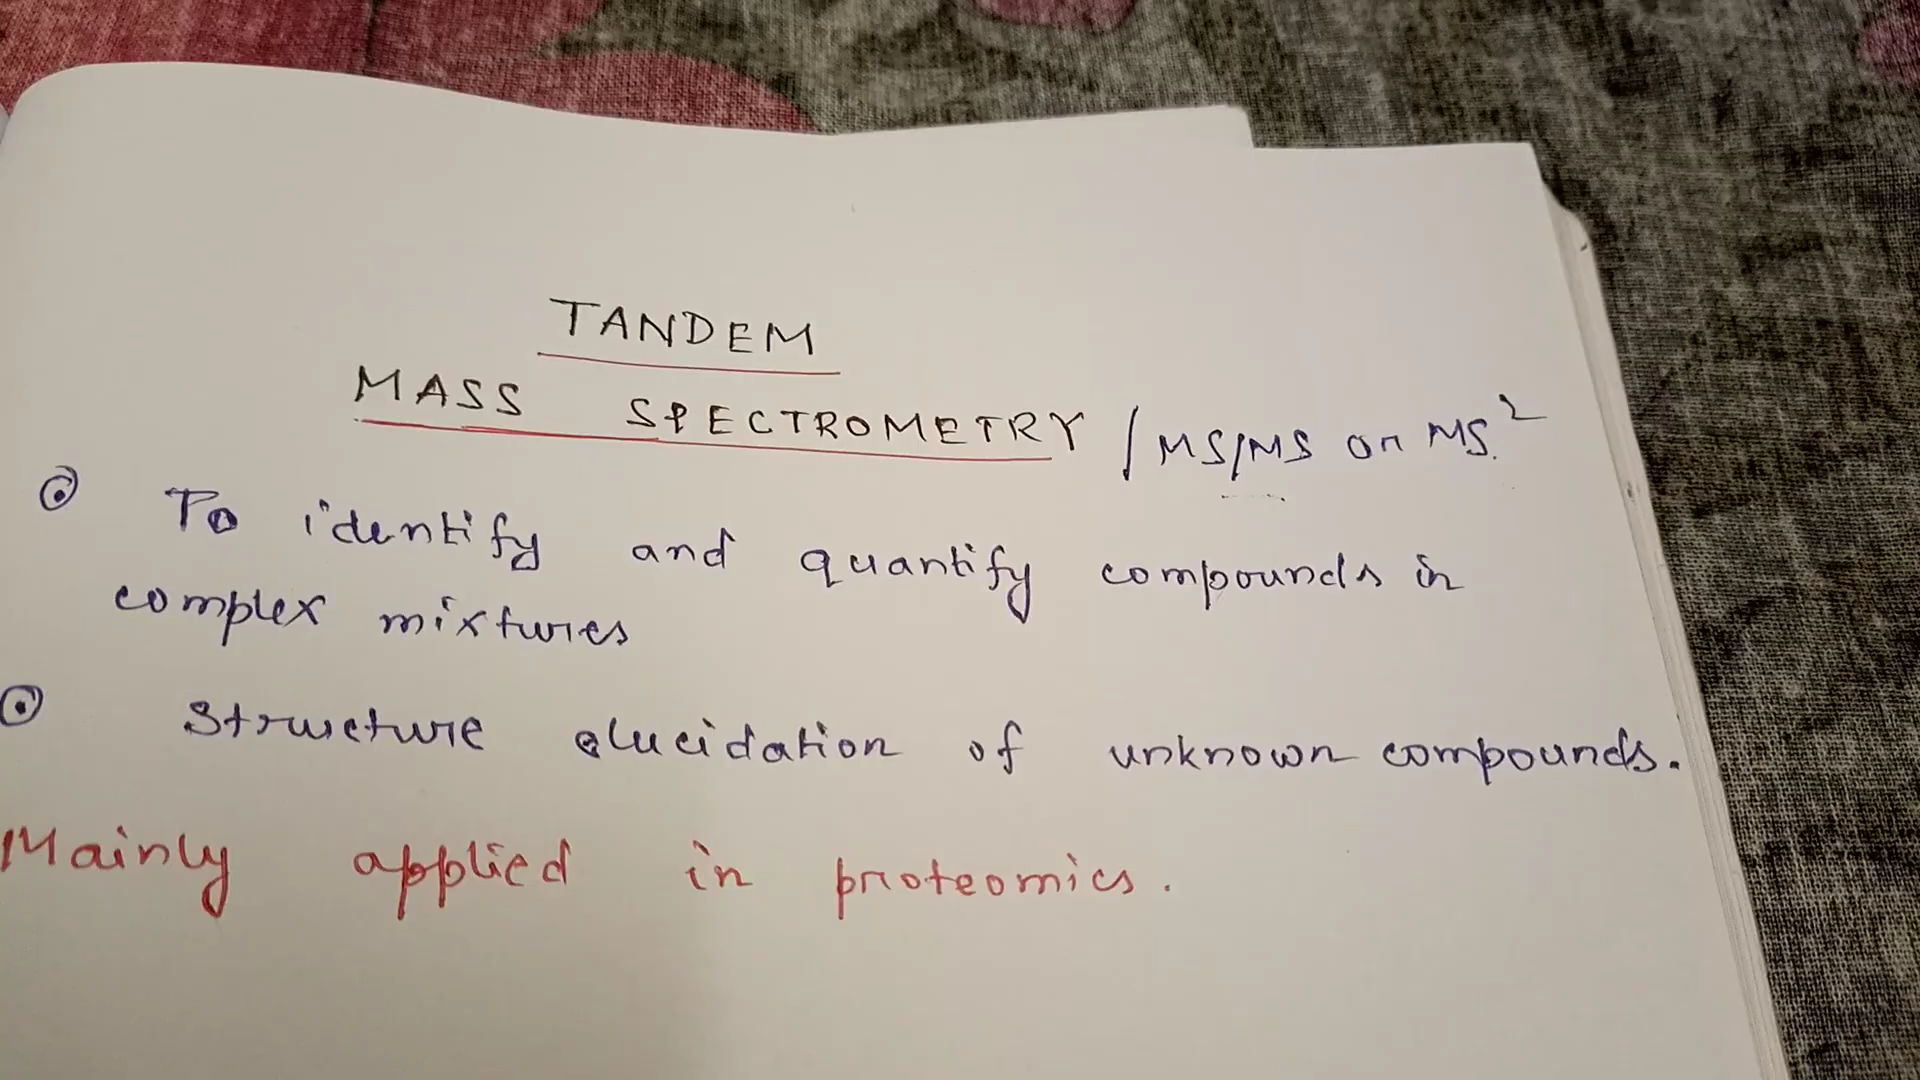 TANDEM
MASS SPECTROMETRY / MS/MS or MS²
To identify and quantify compounds in
complex mixtures
Structure elucidation of unknown compounds.
Mainly applied in proteomics.